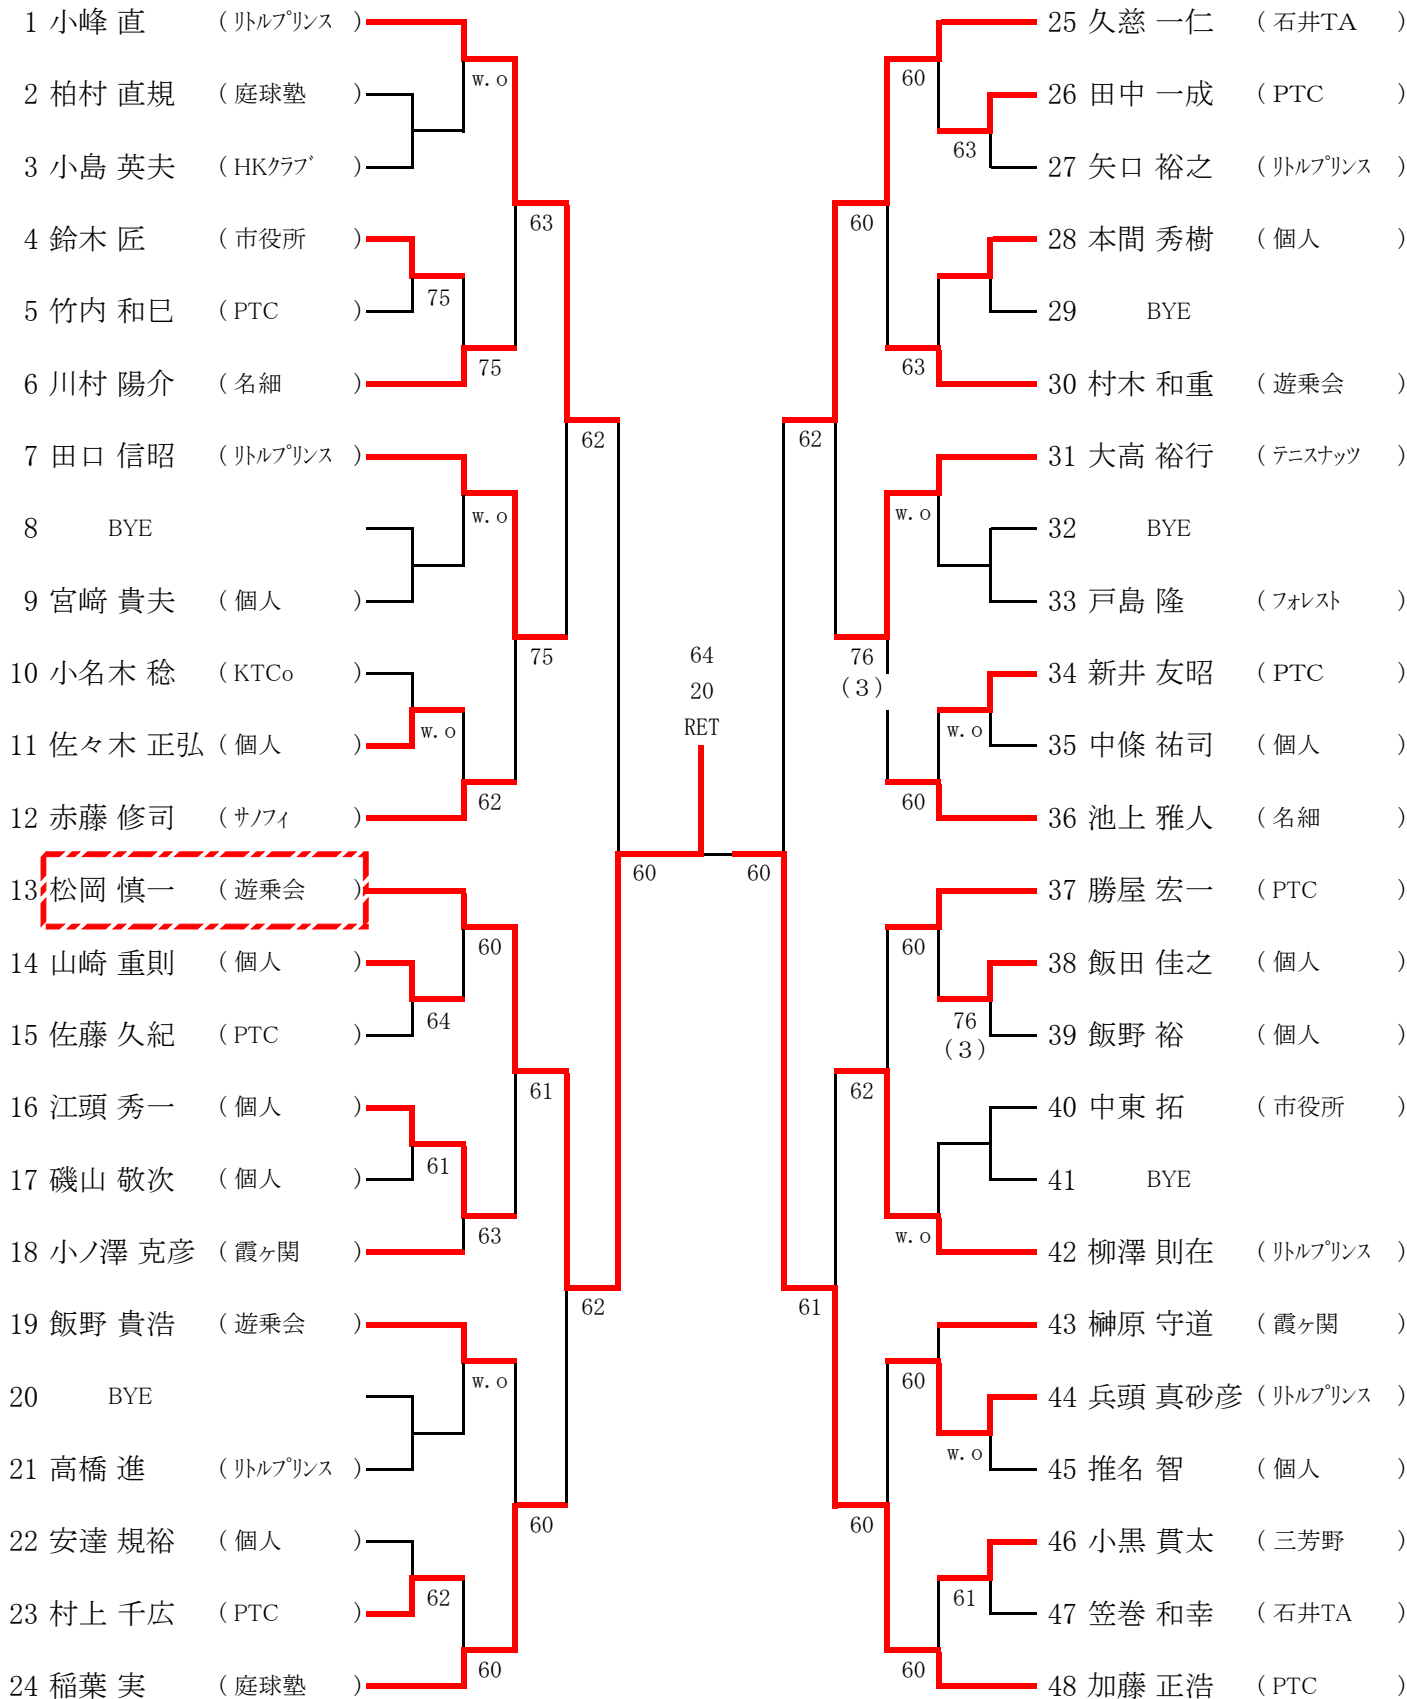 1 小峰 直 （ﾘﾄﾙﾌﾟﾘﾝｽ）
2 柏村 直規 （庭球塾）
3 小島 英夫 （HKｸﾗﾌﾞ）
4 鈴木 匠 （市役所）
5 竹内 和巳 （PTC）
6 川村 陽介 （名細）
7 田口 信昭 （ﾘﾄﾙﾌﾟﾘﾝｽ）
8 BYE
9 宮﨑 貴夫 （個人）
10 小名木 稔 （KTCo）
11 佐々木 正弘 （個人）
12 赤藤 修司 （ｻﾉﾌｨ）
13 松岡 慎一 （遊乗会）
14 山崎 重則 （個人）
15 佐藤 久紀 （PTC）
16 江頭 秀一 （個人）
17 磯山 敬次 （個人）
18 小ノ澤 克彦 （霞ヶ関）
19 飯野 貴浩 （遊乗会）
20 BYE
21 高橋 進 （ﾘﾄﾙﾌﾟﾘﾝｽ）
22 安達 規裕 （個人）
23 村上 千広 （PTC）
24 稲葉 実 （庭球塾）
w.o
75
75
w.o
w.o
62
60
64
61
63
w.o
62
60
63
75
61
60
62
62
60
64
20
RET
60
62
61
60
76
（3）
62
60
60
63
63
w.o
w.o
60
60
76
（3）
w.o
60
w.o
61
60
25 久慈 一仁 （石井TA）
26 田中 一成 （PTC）
27 矢口 裕之 （ﾘﾄﾙﾌﾟﾘﾝｽ）
28 本間 秀樹 （個人）
29 BYE
30 村木 和重 （遊乗会）
31 大高 裕行 （ﾃﾆｽﾅｯﾂ）
32 BYE
33 戸島 隆 （ﾌｫﾚｽﾄ）
34 新井 友昭 （PTC）
35 中條 祐司 （個人）
36 池上 雅人 （名細）
37 勝屋 宏一 （PTC）
38 飯田 佳之 （個人）
39 飯野 裕 （個人）
40 中東 拓 （市役所）
41 BYE
42 柳澤 則在 （ﾘﾄﾙﾌﾟﾘﾝｽ）
43 榊原 守道 （霞ヶ関）
44 兵頭 真砂彦 （ﾘﾄﾙﾌﾟﾘﾝｽ）
45 推名 智 （個人）
46 小黒 貫太 （三芳野）
47 笠巻 和幸 （石井TA）
48 加藤 正浩 （PTC）